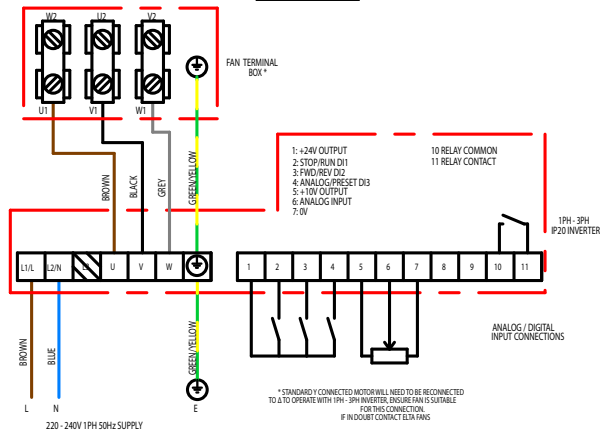 W2 U2 V2
FAN TERMINAL
BOX *
U1 V1 W1
BROWN
BLACK
GREY
GREEN/YELLOW
1: +24V OUTPUT
2: STOP/RUN DI1
3: FWD/REV DI2
4: ANALOG/PRESET DI3
5: +10V OUTPUT
6: ANALOG INPUT
7: 0V
10 RELAY COMMON
11 RELAY CONTACT
1PH - 3PH
IP20 INVERTER
L1/L L2/N L3 U V W
1 2 3 4 5 6 7 8 9 10 11
BROWN
BLUE
GREEN/YELLOW
ANALOG / DIGITAL
INPUT CONNECTIONS
L N E
220 - 240V 1PH 50Hz SUPPLY
* STANDARD Y CONNECTED MOTOR WILL NEED TO BE RECONNECTED
TO Δ TO OPERATE WITH 1PH - 3PH INVERTER, ENSURE FAN IS SUITABLE
FOR THIS CONNECTION.
IF IN DOUBT CONTACT ELTA FANS